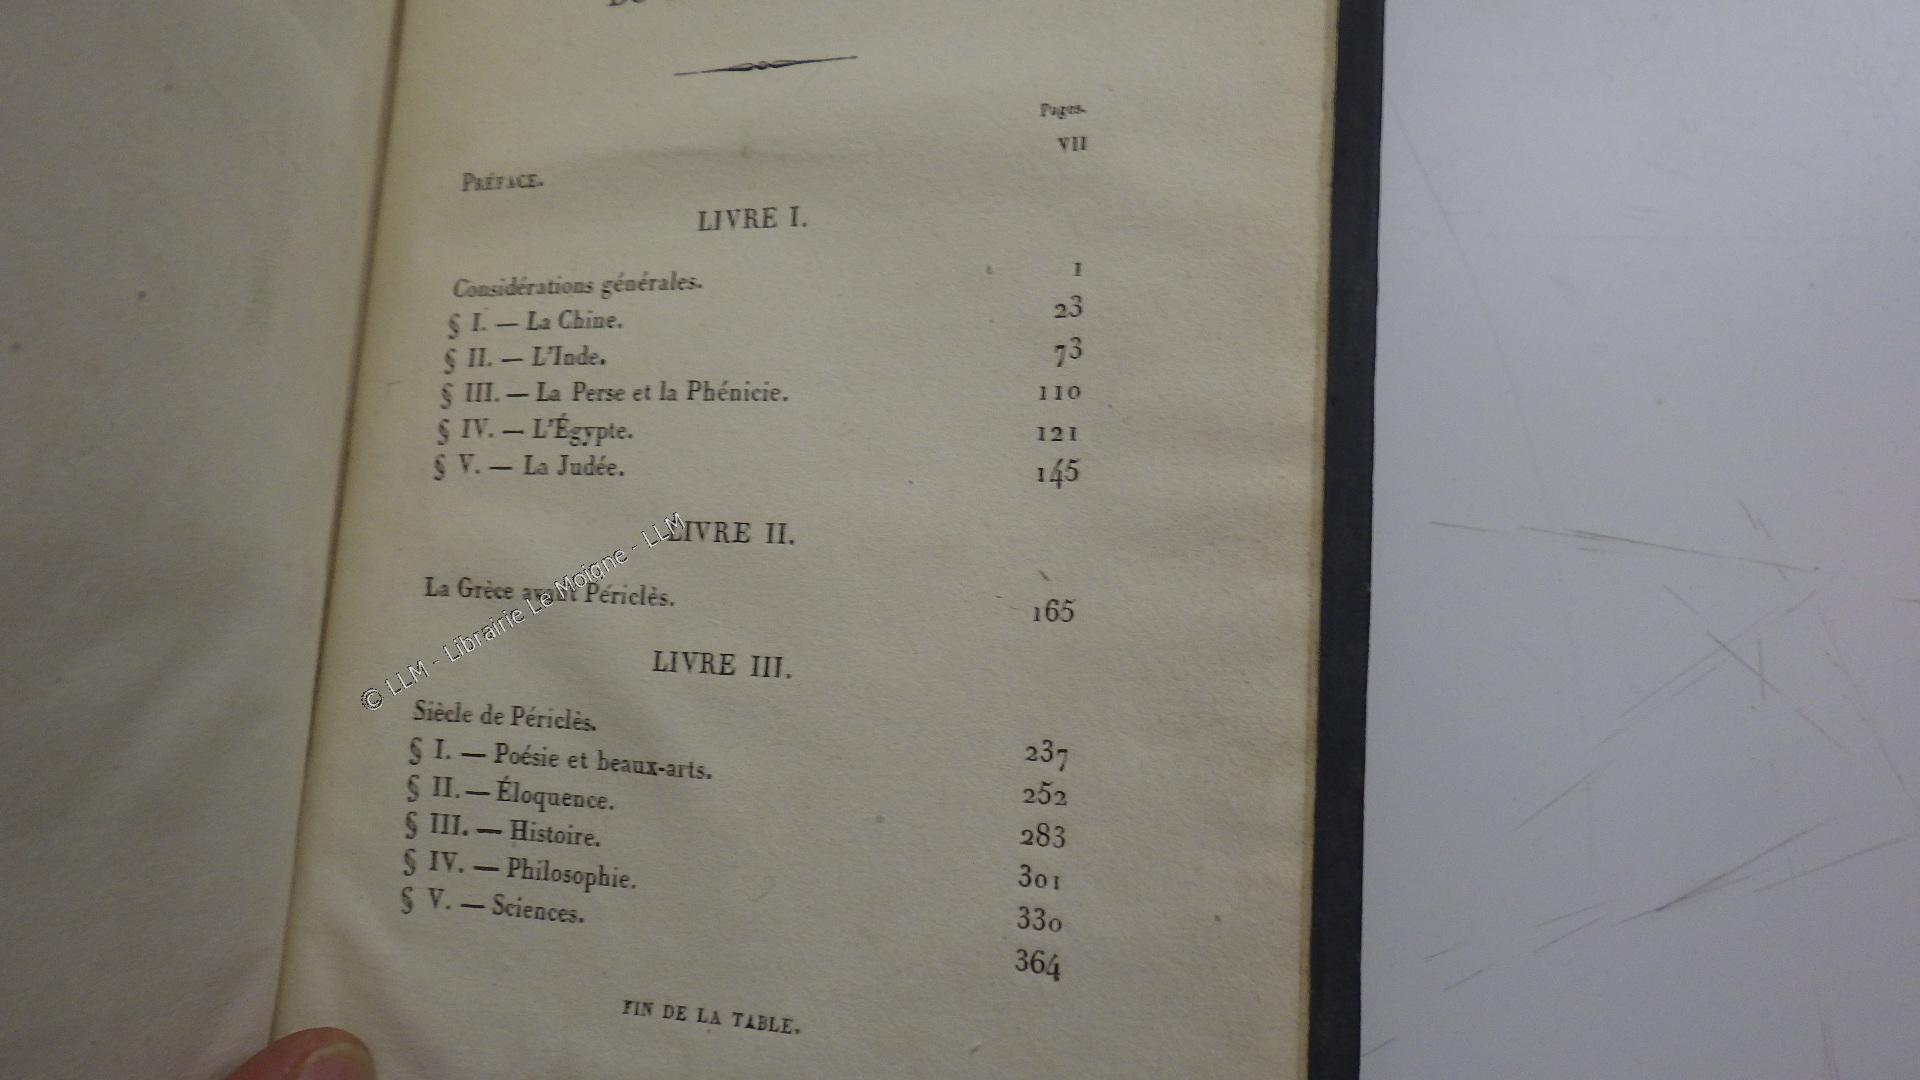 Pages.
PRÉFACE. VII
LIVRE I.
Considérations générales. 1
§ I. — La Chine. 23
§ II. — L'Inde. 73
§ III. — La Perse et la Phénicie. 110
§ IV. — L'Égypte. 121
§ V. — La Judée. 145
LIVRE II.
La Grèce avant Périclès. 165
LIVRE III.
Siècle de Périclès. 237
§ I. — Poésie et beaux-arts. 252
§ II. — Éloquence. 283
§ III. — Histoire. 301
§ IV. — Philosophie. 330
§ V. — Sciences. 364
FIN DE LA TABLE.
© LLM - Librairie Le Moigne - LLM